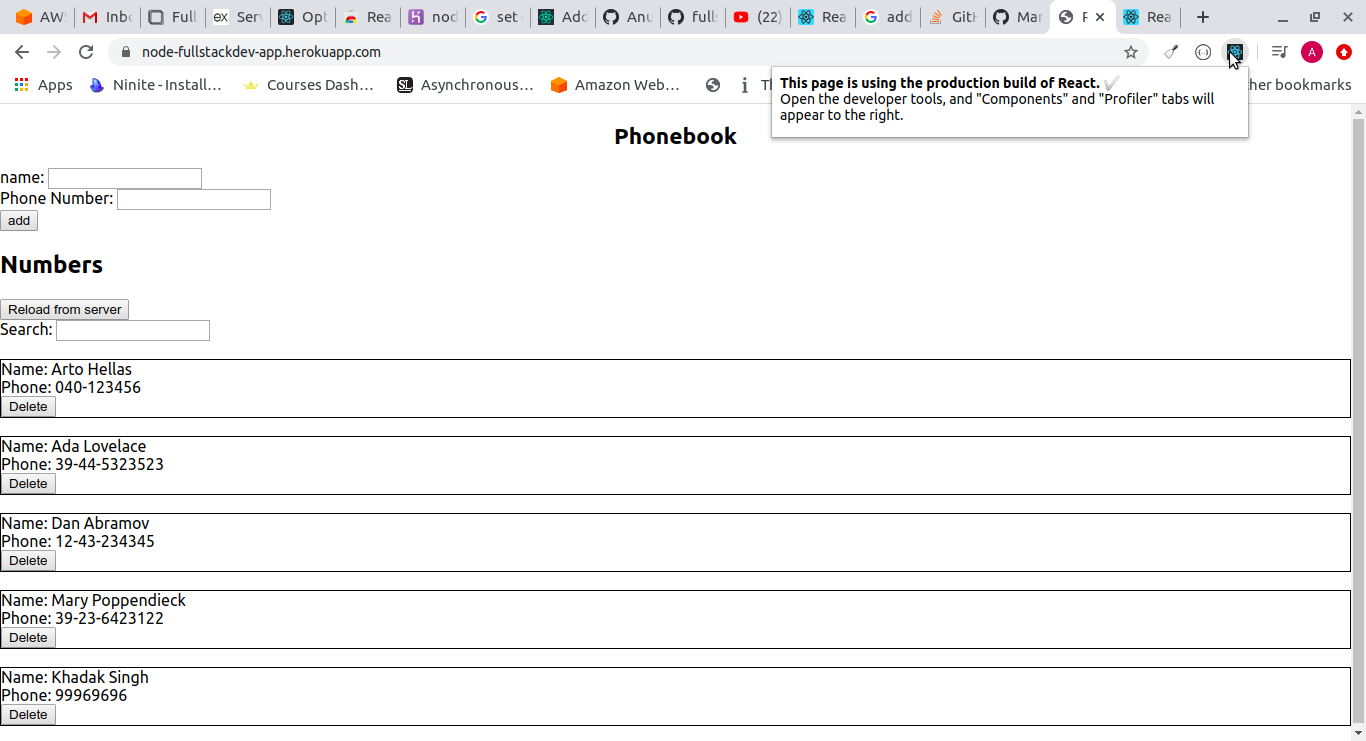 AWS Inbo Full ex Serv Opt Rea nod set Add Anu full (22) Rea add GitH Mar Rea
node-fullstackdev-app.herokuapp.com A
Apps Ninite - Install… Courses Dash… SL Asynchronous… Amazon Web… her bookmarks
This page is using the production build of React. ✓
Open the developer tools, and "Components" and "Profiler" tabs will
appear to the right.
Phonebook
name:
Phone Number:
add
Numbers
Reload from server
Search:
Name: Arto Hellas
Phone: 040-123456
Delete
Name: Ada Lovelace
Phone: 39-44-5323523
Delete
Name: Dan Abramov
Phone: 12-43-234345
Delete
Name: Mary Poppendieck
Phone: 39-23-6423122
Delete
Name: Khadak Singh
Phone: 99969696
Delete